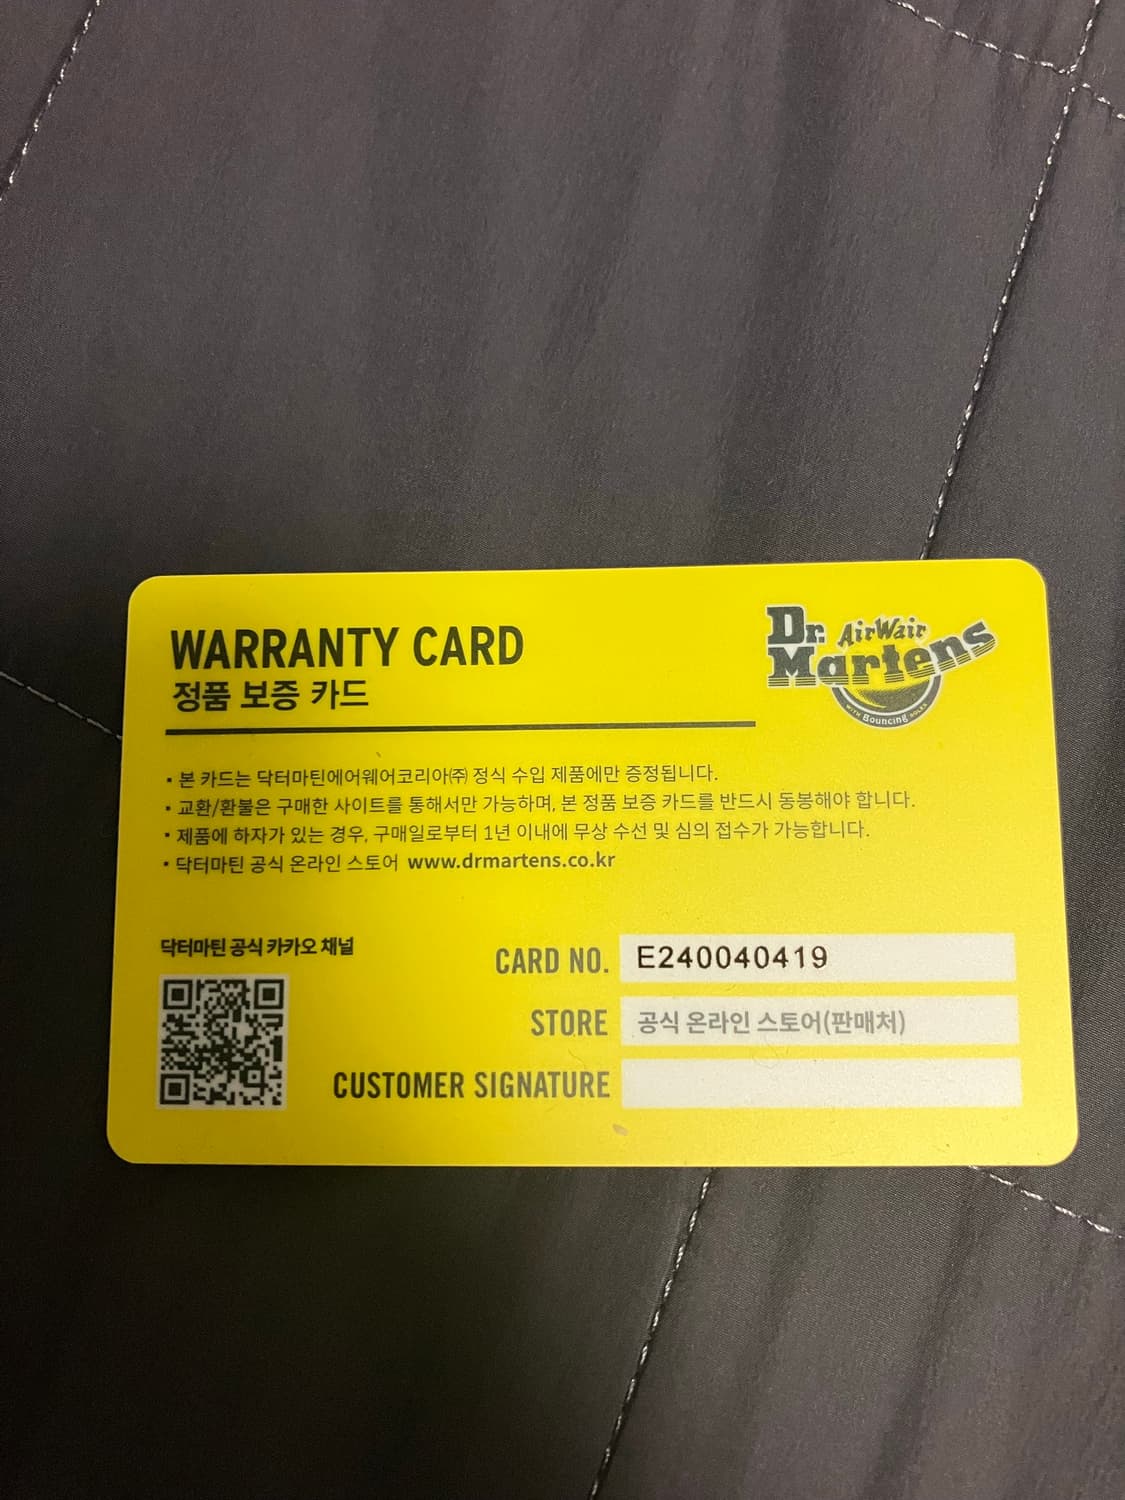 WARRANTY CARD
정품 보증 카드
Dr. AirWair
Martens
WITH Bouncing SOLES
▪ 본 카드는 닥터마틴에어웨어코리아㈜ 정식 수입 제품에만 증정됩니다.
▪ 교환/환불은 구매한 사이트를 통해서만 가능하며, 본 정품 보증 카드를 반드시 동봉해야 합니다.
▪ 제품에 하자가 있는 경우, 구매일로부터 1년 이내에 무상 수선 및 심의 접수가 가능합니다.
▪ 닥터마틴 공식 온라인 스토어 www.drmartens.co.kr
닥터마틴 공식 카카오 채널
CARD NO. E240040419
STORE 공식 온라인 스토어(판매처)
CUSTOMER SIGNATURE